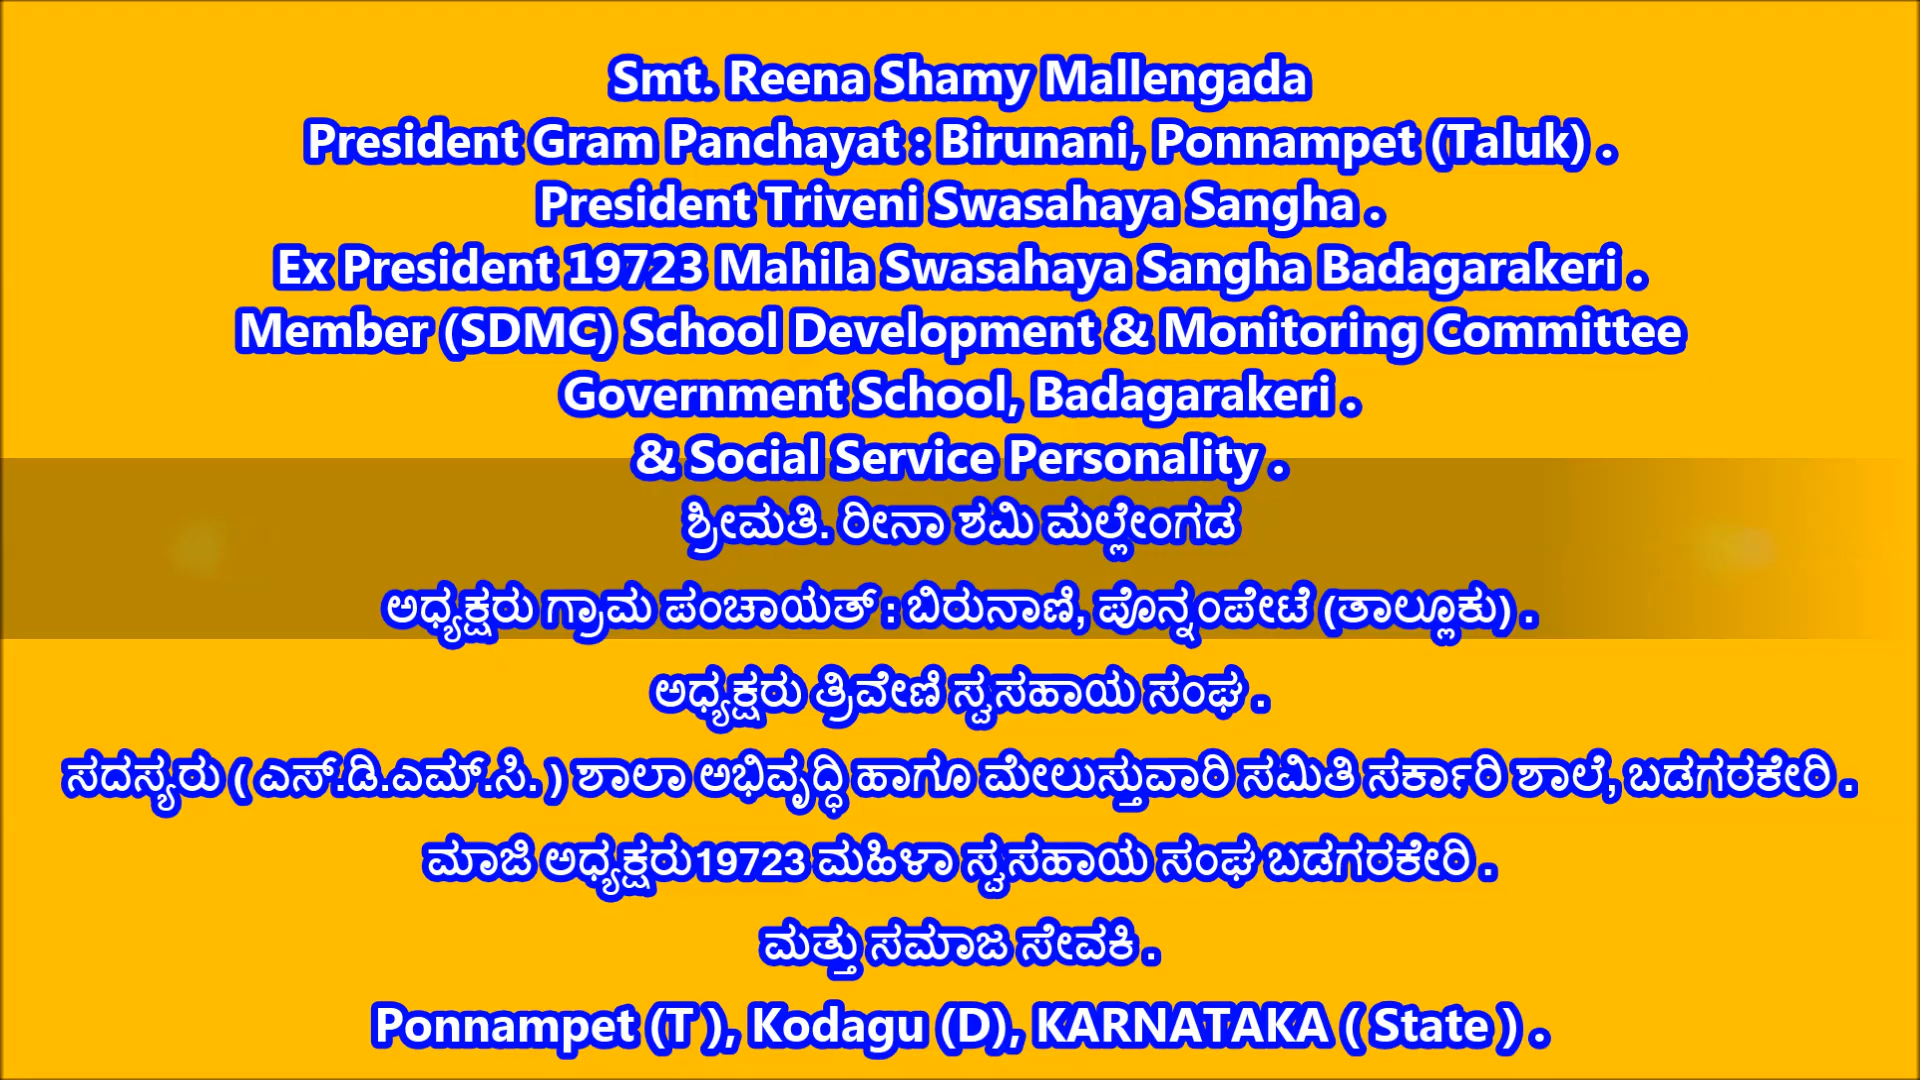 Smt. Reena Shamy Mallengada
President Gram Panchayat : Birunani, Ponnampet (Taluk) .
President Triveni Swasahaya Sangha .
Ex President 19723 Mahila Swasahaya Sangha Badagarakeri .
Member (SDMC) School Development & Monitoring Committee
Government School, Badagarakeri .
& Social Service Personality .
ಶ್ರೀಮತಿ. ರೀನಾ ಶಮಿ ಮಲ್ಲೇಂಗಡ
ಅಧ್ಯಕ್ಷರು ಗ್ರಾಮ ಪಂಚಾಯತ್ : ಬಿರುನಾಣಿ, ಪೊನ್ನಂಪೇಟೆ (ತಾಲ್ಲೂಕು) .
ಅಧ್ಯಕ್ಷರು ತ್ರಿವೇಣಿ ಸ್ವಸಹಾಯ ಸಂಘ .
ಸದಸ್ಯರು ( ಎಸ್.ಡಿ.ಎಮ್.ಸಿ. ) ಶಾಲಾ ಅಭಿವೃದ್ಧಿ ಹಾಗೂ ಮೇಲುಸ್ತುವಾರಿ ಸಮಿತಿ ಸರ್ಕಾರಿ ಶಾಲೆ, ಬಡಗರಕೇರಿ .
ಮಾಜಿ ಅಧ್ಯಕ್ಷರು19723 ಮಹಿಳಾ ಸ್ವಸಹಾಯ ಸಂಘ ಬಡಗರಕೇರಿ .
ಮತ್ತು ಸಮಾಜ ಸೇವಕಿ .
Ponnampet (T ), Kodagu (D), KARNATAKA ( State ) .